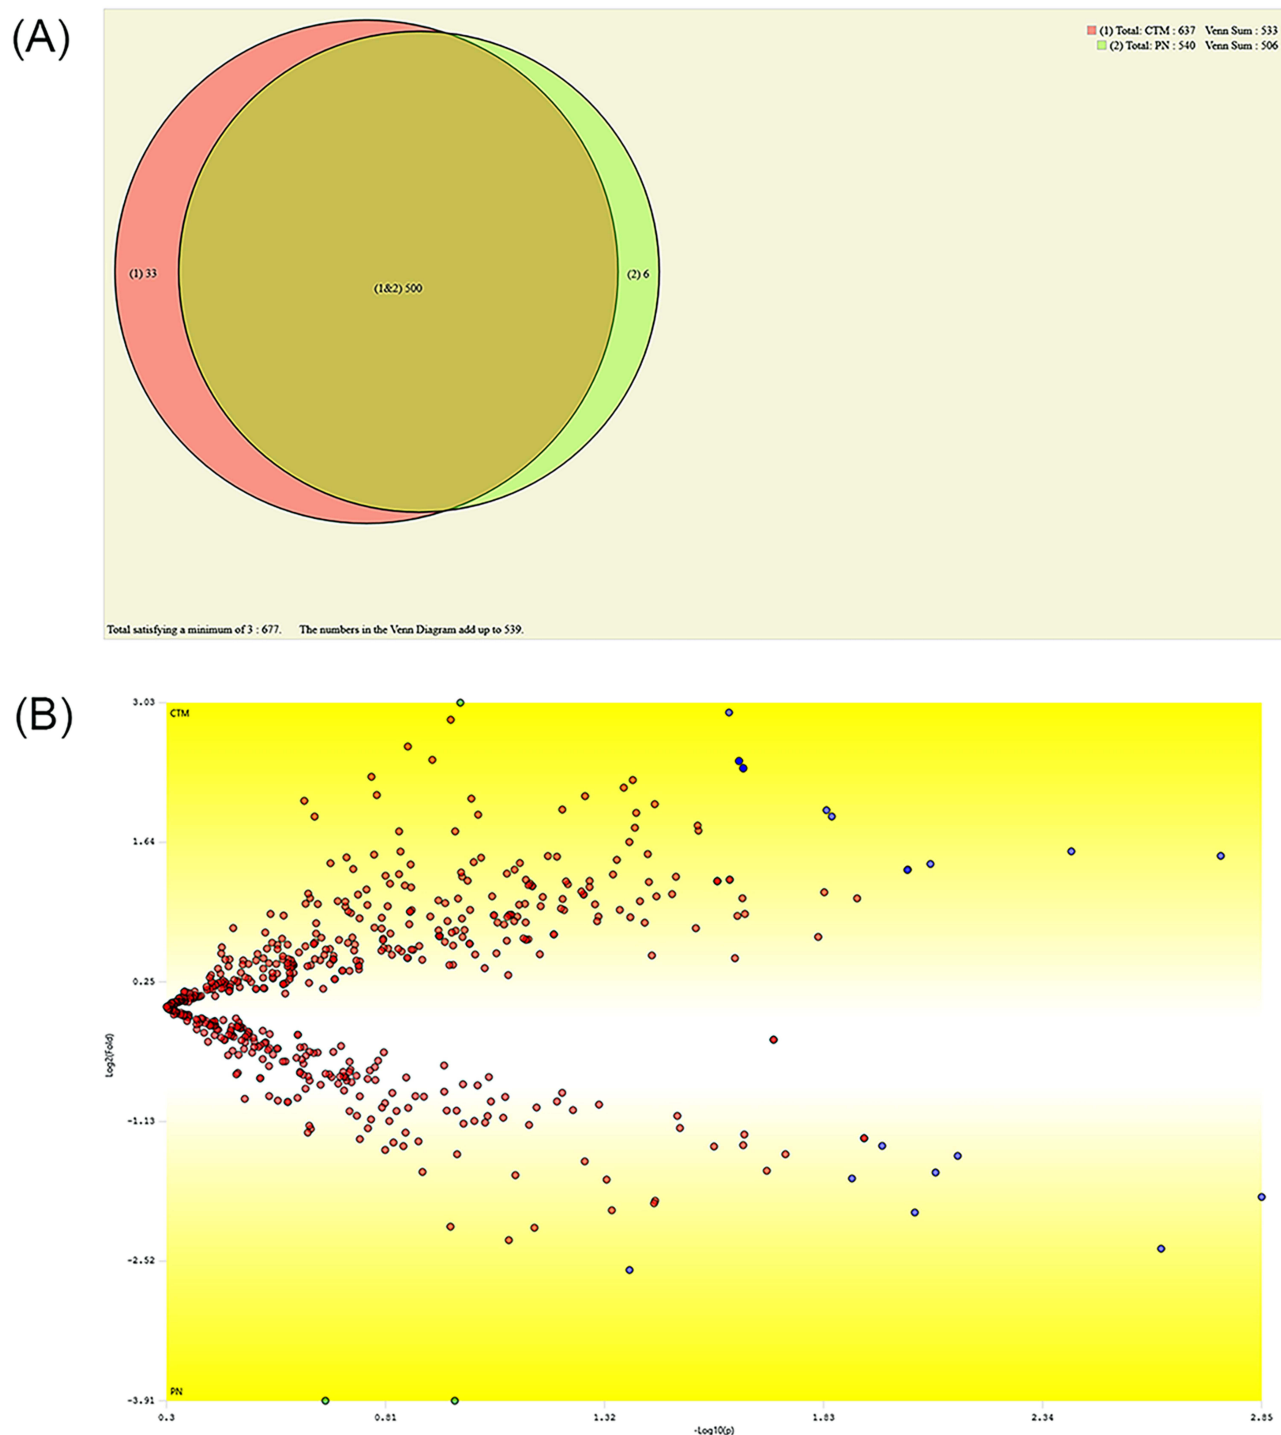 (A)
(1) Total: CTM : 637 Venn Sum : 533
(2) Total: PN : 540 Venn Sum : 506
(1) 33
(1&2) 500
(2) 6
Total satisfying a minimum of 3 : 677. The numbers in the Venn Diagram add up to 539.
(B)
3.03
CTM
1.64
0.25
Log2(Fold)
-1.13
-2.52
PN
-3.91
0.3
0.81
1.32
1.83
2.34
2.85
-Log10(p)